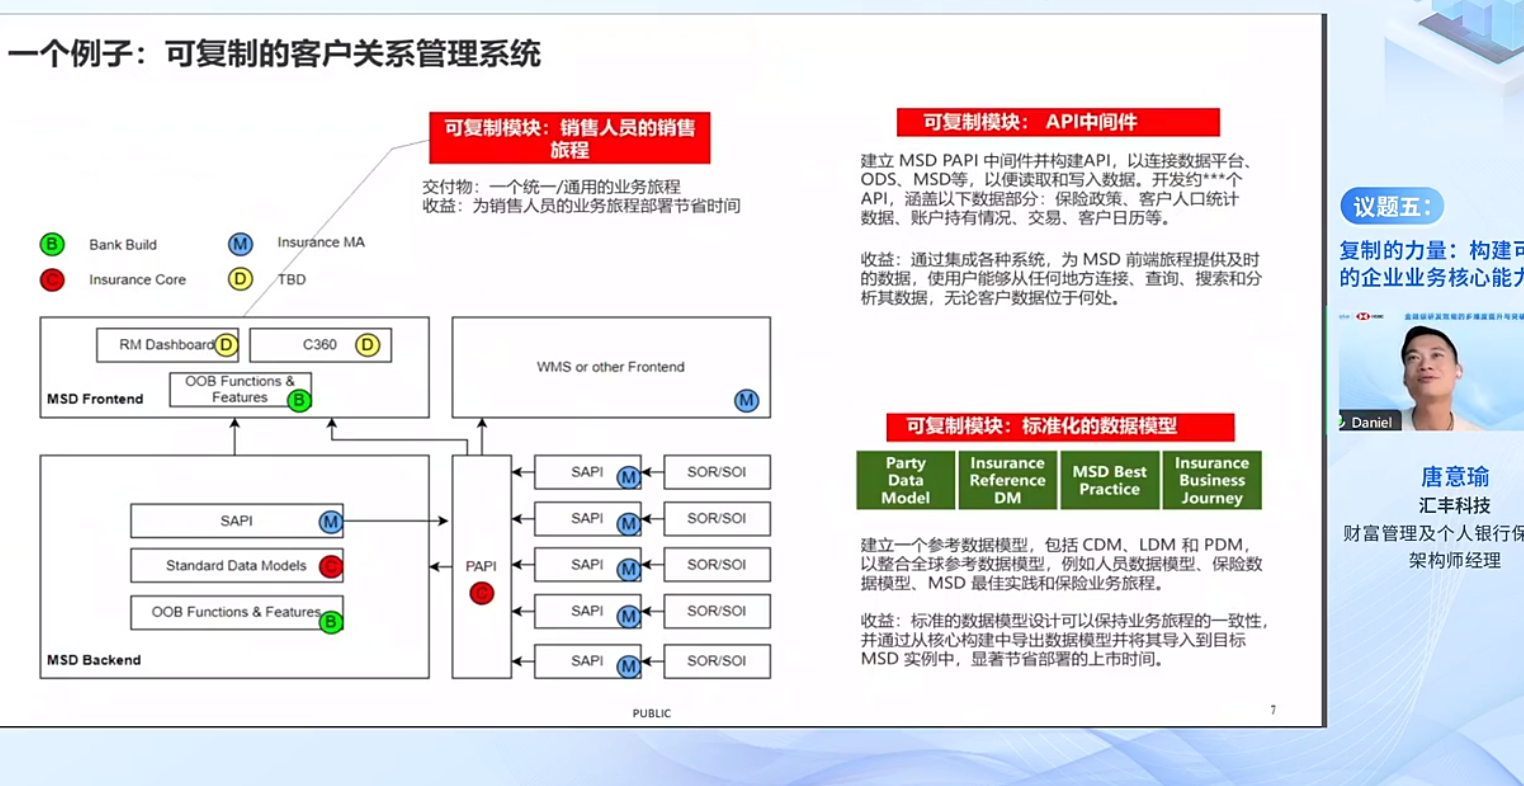 一个例子：可复制的客户关系管理系统
可复制模块：销售人员的销售
旅程
交付物：一个统一/通用的业务旅程
收益：为销售人员的业务旅程部署节省时间
B Bank Build
M Insurance MA
C Insurance Core
D TBD
RM Dashboard D
C360 D
OOB Functions &
Features B
MSD Frontend
WMS or other Frontend
M
SAPI M
Standard Data Models C
OOB Functions & Features B
MSD Backend
PAPI
C
SAPI M
SOR/SOI
SAPI M
SOR/SOI
SAPI M
SOR/SOI
SAPI M
SOR/SOI
SAPI M
SOR/SOI
可复制模块： API中间件
建立 MSD PAPI 中间件并构建API，以连接数据平台、
ODS、MSD等，以便读取和写入数据。开发约***个
API，涵盖以下数据部分：保险政策、客户人口统计
数据、账户持有情况、交易、客户日历等。
收益：通过集成各种系统，为 MSD 前端旅程提供及时
的数据，使用户能够从任何地方连接、查询、搜索和分
析其数据，无论客户数据位于何处。
可复制模块：标准化的数据模型
Party
Data
Model
Insurance
Reference
DM
MSD Best
Practice
Insurance
Business
Journey
建立一个参考数据模型，包括 CDM、LDM 和 PDM，
以整合全球参考数据模型，例如人员数据模型、保险数
据模型、MSD 最佳实践和保险业务旅程。
收益：标准的数据模型设计可以保持业务旅程的一致性，
并通过从核心构建中导出数据模型并将其导入到目标
MSD 实例中，显著节省部署的上市时间。
PUBLIC
7
议题五：
复制的力量：构建可
的企业业务核心能力
Daniel
唐意瑜
汇丰科技
财富管理及个人银行保
架构师经理